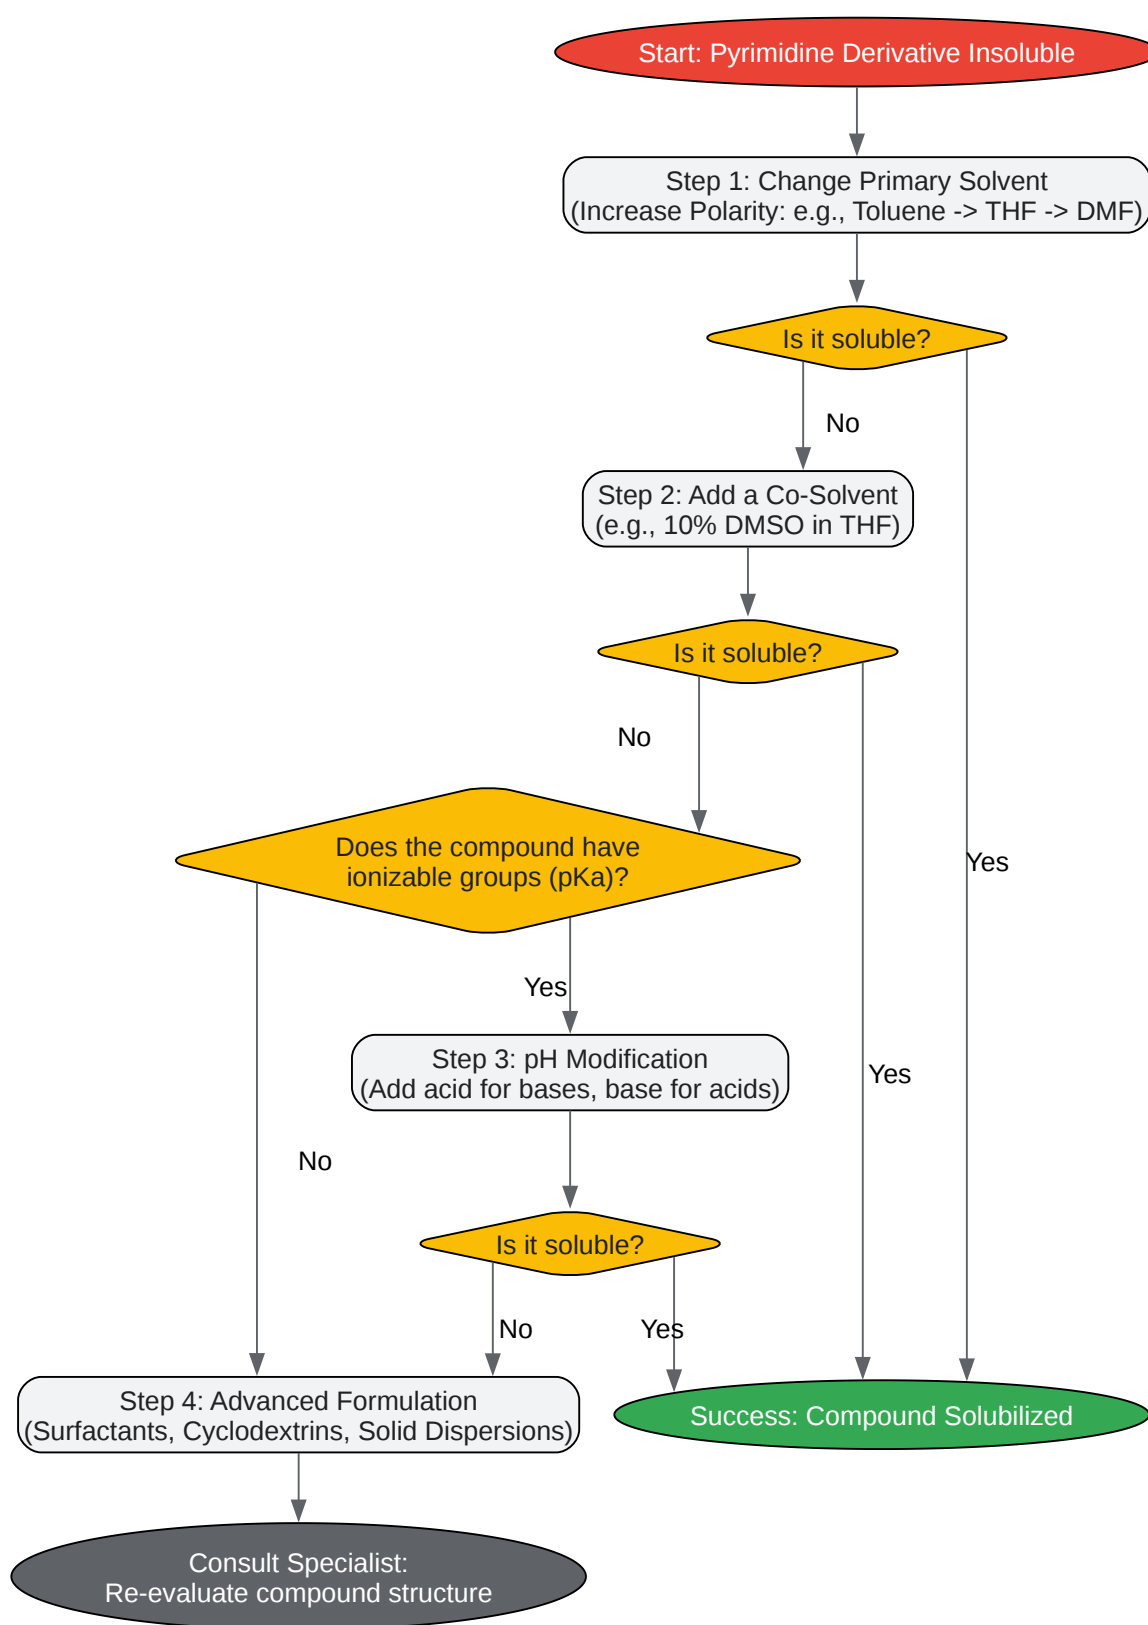 Start: Pyrimidine Derivative Insoluble
Step 1: Change Primary Solvent
(Increase Polarity: e.g., Toluene -> THF -> DMF)
Is it soluble?
No
Step 2: Add a Co-Solvent
(e.g., 10% DMSO in THF)
Is it soluble?
No
Does the compound have
ionizable groups (pKa)?
Yes
Yes
Step 3: pH Modification
(Add acid for bases, base for acids)
Yes
No
Is it soluble?
No
Yes
Step 4: Advanced Formulation
(Surfactants, Cyclodextrins, Solid Dispersions)
Success: Compound Solubilized
Consult Specialist:
Re-evaluate compound structure